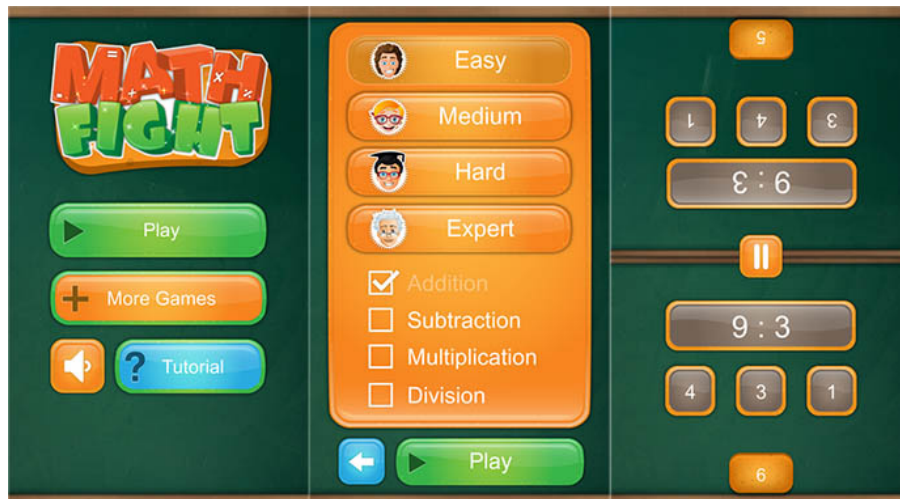 MATH
FIGHT
Play
More Games
? Tutorial
Easy
Medium
Hard
Expert
Addition
Subtraction
Multiplication
Division
Play
9 : 3
3 4 1
5
9 : 3
4 3 1
6